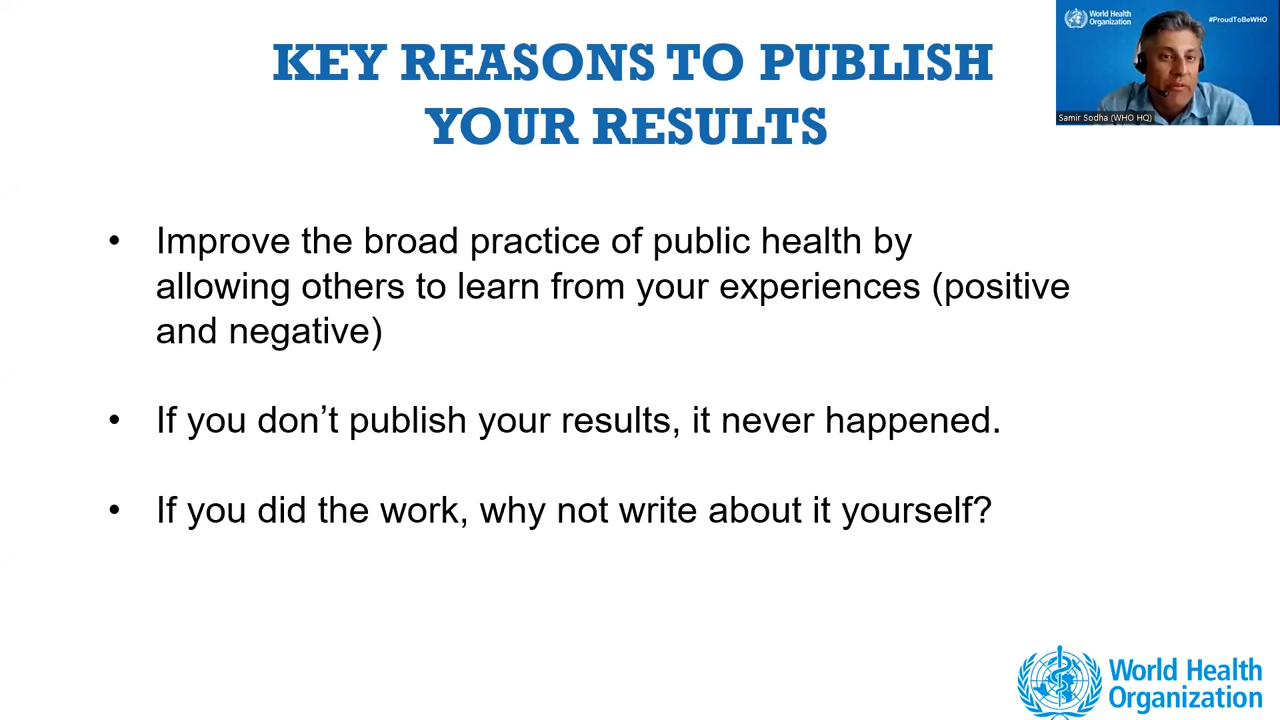 World Health
Organization
#ProudToBeWHO
Samir Sodha (WHO HQ)
KEY REASONS TO PUBLISH
YOUR RESULTS
• Improve the broad practice of public health by
allowing others to learn from your experiences (positive
and negative)
• If you don’t publish your results, it never happened.
• If you did the work, why not write about it yourself?
World Health
Organization